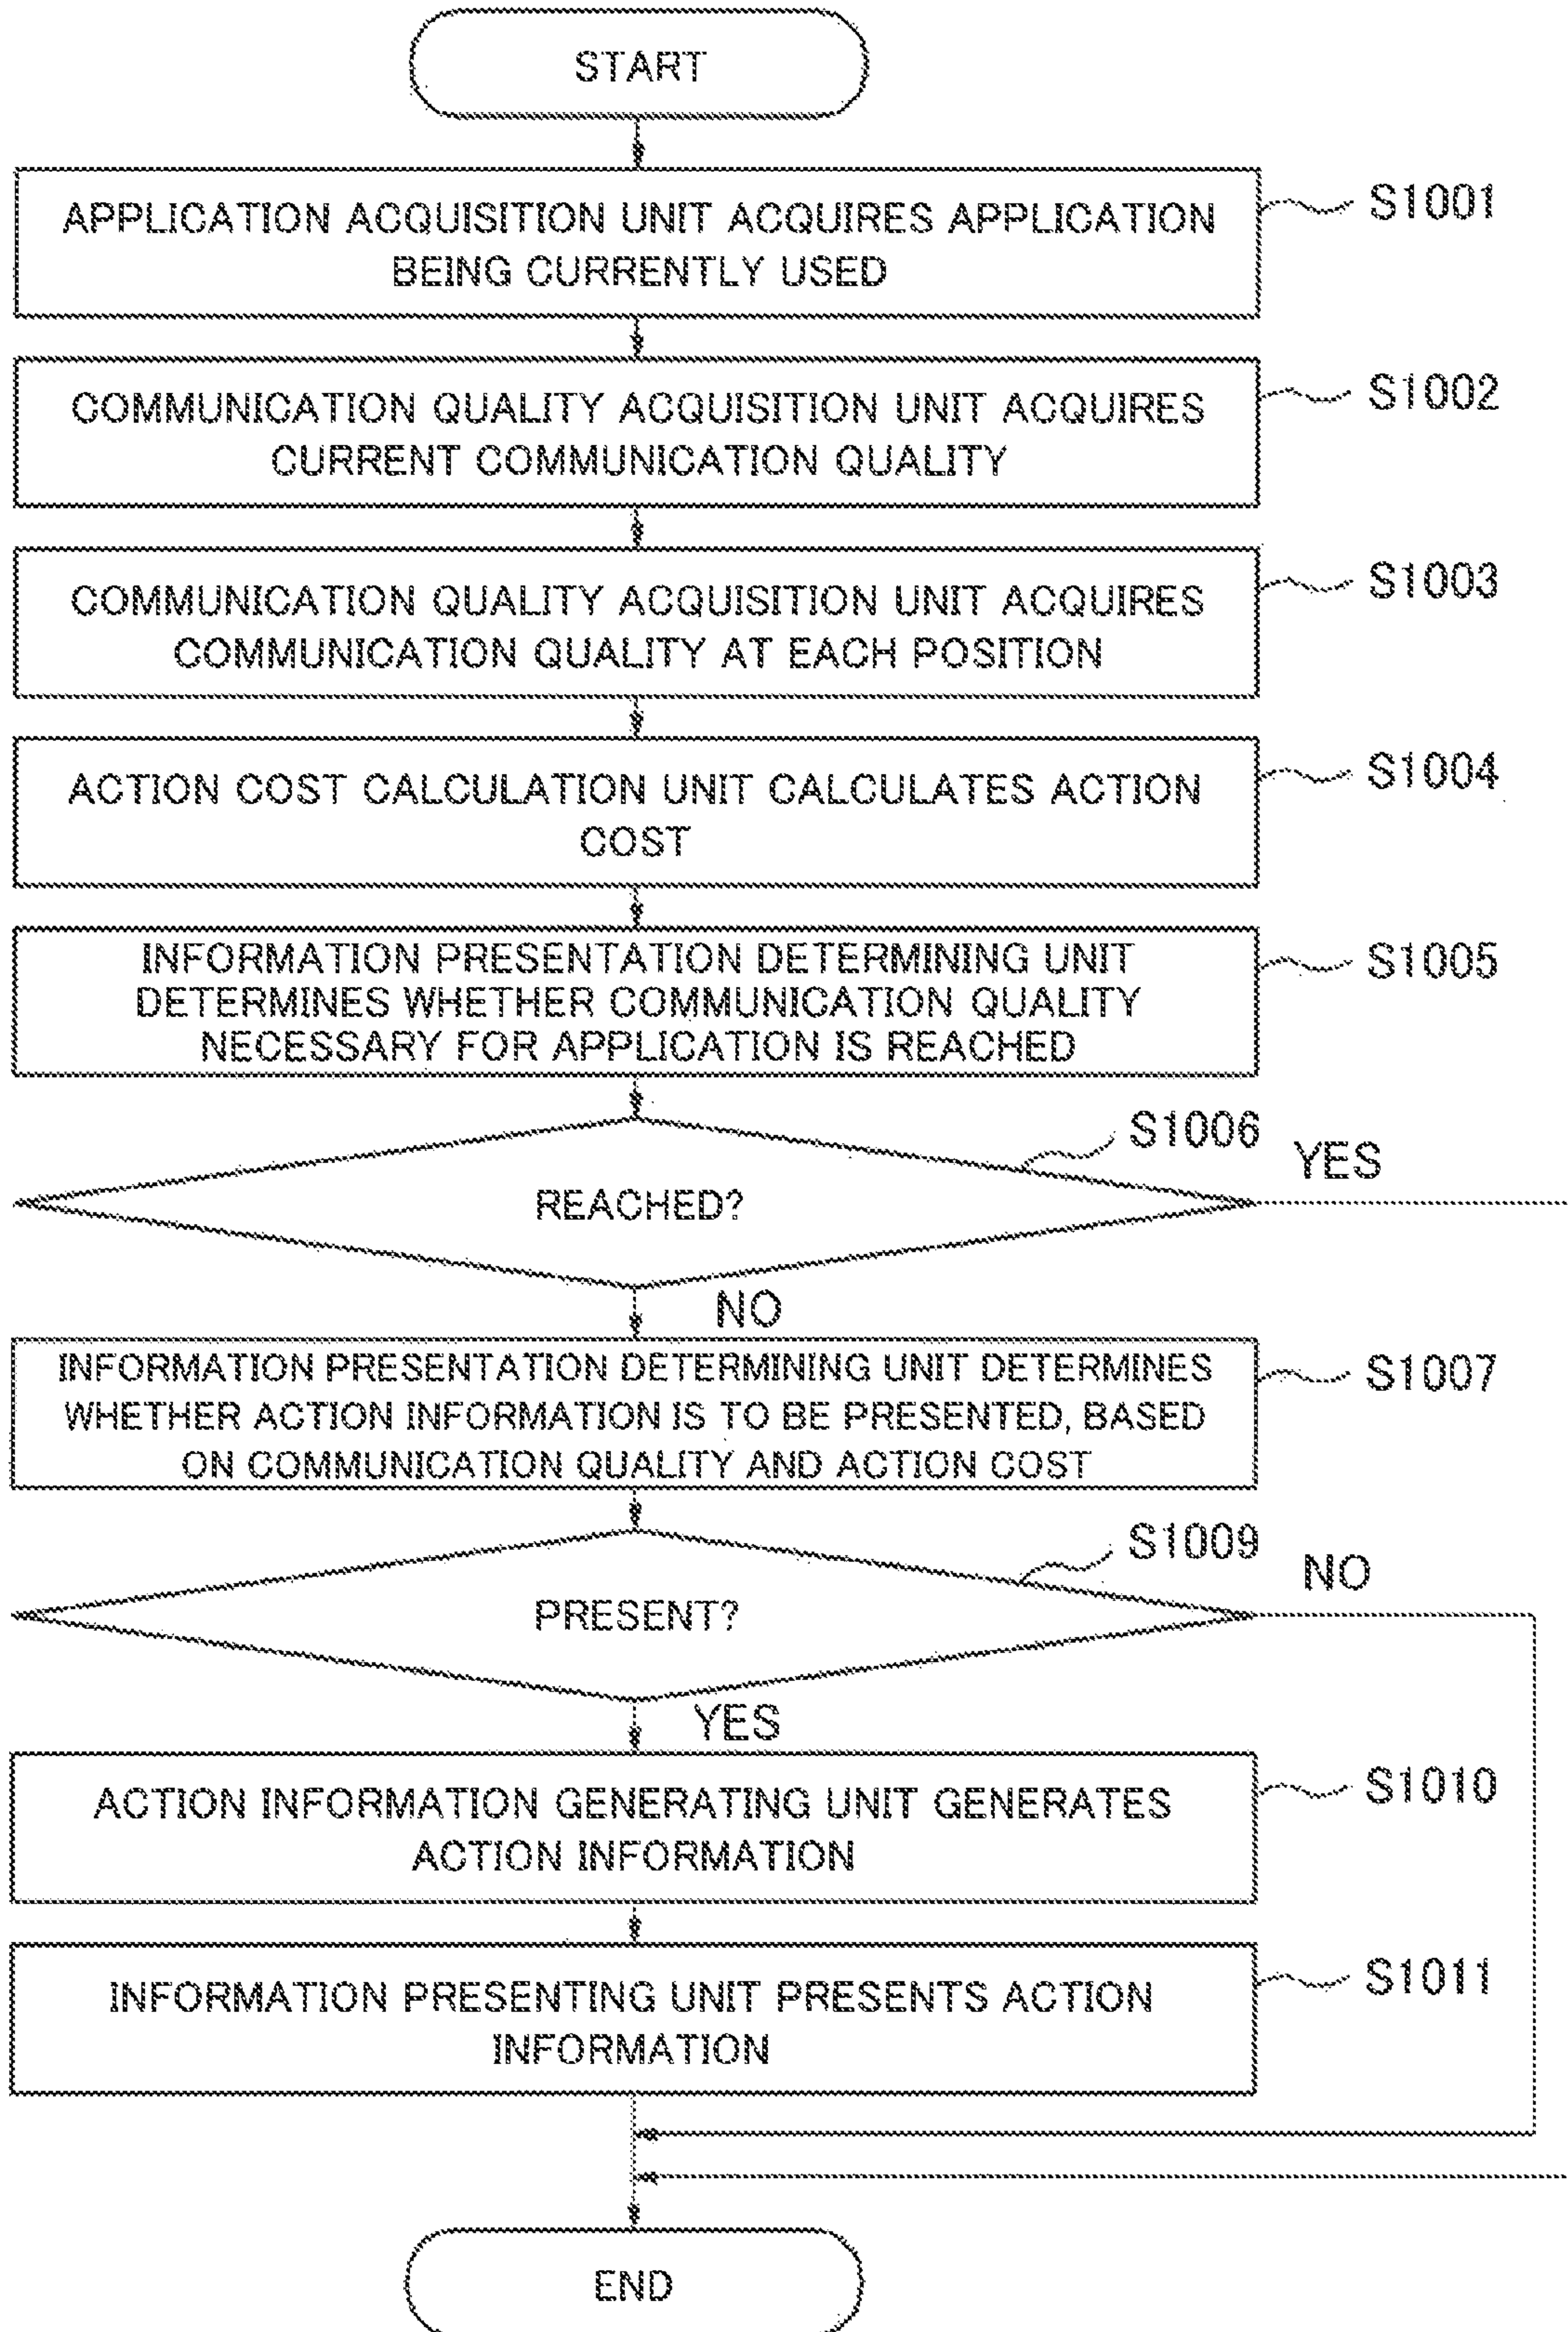 START
APPLICATION ACQUISITION UNIT ACQUIRES APPLICATION
BEING CURRENTLY USED
S1001
COMMUNICATION QUALITY ACQUISITION UNIT ACQUIRES
CURRENT COMMUNICATION QUALITY
S1002
COMMUNICATION QUALITY ACQUISITION UNIT ACQUIRES
COMMUNICATION QUALITY AT EACH POSITION
S1003
ACTION COST CALCULATION UNIT CALCULATES ACTION
COST
S1004
INFORMATION PRESENTATION DETERMINING UNIT
DETERMINES WHETHER COMMUNICATION QUALITY
NECESSARY FOR APPLICATION IS REACHED
S1005
S1006
YES
REACHED?
NO
INFORMATION PRESENTATION DETERMINING UNIT DETERMINES
WHETHER ACTION INFORMATION IS TO BE PRESENTED, BASED
ON COMMUNICATION QUALITY AND ACTION COST
S1007
S1009
NO
PRESENT?
YES
ACTION INFORMATION GENERATING UNIT GENERATES
ACTION INFORMATION
S1010
INFORMATION PRESENTING UNIT PRESENTS ACTION
INFORMATION
S1011
END